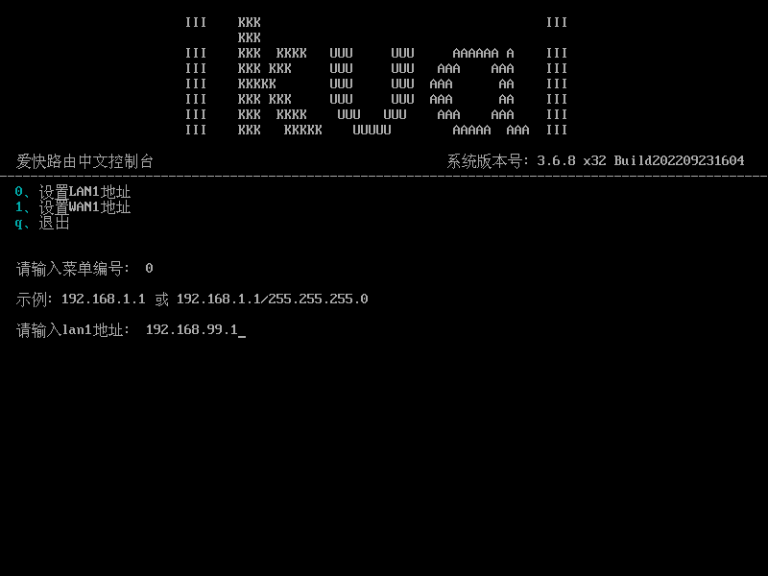 III    KKK                                     III
       KKK
III    KKK  KKKK   UUU     UUU     AAAAAA A    III
III    KKK KKK     UUU     UUU   AAA    AAA    III
III    KKKKK       UUU     UUU  AAA      AA    III
III    KKK KKK     UUU     UUU  AAA      AA    III
III    KKK  KKKK    UUU   UUU    AAA    AAA    III
III    KKK   KKKKK    UUUUU        AAAAA  AAA  III
爱快路由中文控制台 系统版本号: 3.6.8 x32 Build202209231604
0、设置LAN1地址
1、设置WAN1地址
q、退出
请输入菜单编号: 0
示例: 192.168.1.1 或 192.168.1.1/255.255.255.0
请输入lan1地址: 192.168.99.1_